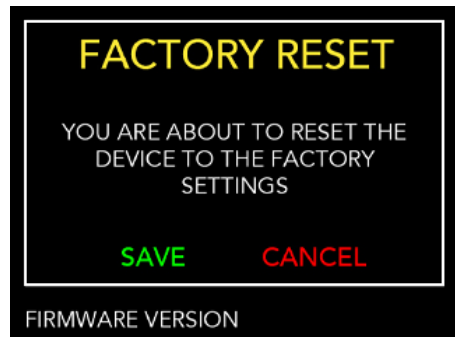 FACTORY RESET
YOU ARE ABOUT TO RESET THE
DEVICE TO THE FACTORY
SETTINGS
SAVE CANCEL
FIRMWARE VERSION